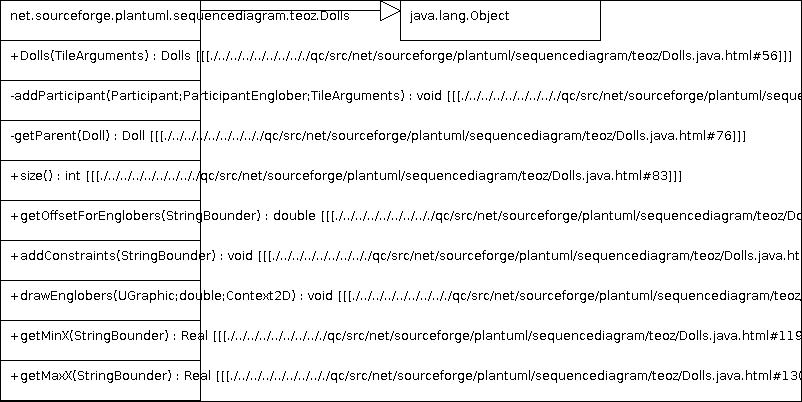 net.sourceforge.plantuml.sequencediagram.teoz.Dolls
java.lang.Object
+Dolls(TileArguments) : Dolls [[[./../../../../../../../../qc/src/net/sourceforge/plantuml/sequencediagram/teoz/Dolls.java.html#56]]]
-addParticipant(Participant;ParticipantEnglober;TileArguments) : void [[[./../../../../../../../../qc/src/net/sourceforge/plantuml/seque
-getParent(Doll) : Doll [[[./../../../../../../../../qc/src/net/sourceforge/plantuml/sequencediagram/teoz/Dolls.java.html#76]]]
+size() : int [[[./../../../../../../../../qc/src/net/sourceforge/plantuml/sequencediagram/teoz/Dolls.java.html#83]]]
+getOffsetForEnglobers(StringBounder) : double [[[./../../../../../../../../qc/src/net/sourceforge/plantuml/sequencediagram/teoz/Do
+addConstraints(StringBounder) : void [[[./../../../../../../../../qc/src/net/sourceforge/plantuml/sequencediagram/teoz/Dolls.java.ht
+drawEnglobers(UGraphic;double;Context2D) : void [[[./../../../../../../../../qc/src/net/sourceforge/plantuml/sequencediagram/teoz/
+getMinX(StringBounder) : Real [[[./../../../../../../../../qc/src/net/sourceforge/plantuml/sequencediagram/teoz/Dolls.java.html#119
+getMaxX(StringBounder) : Real [[[./../../../../../../../../qc/src/net/sourceforge/plantuml/sequencediagram/teoz/Dolls.java.html#130